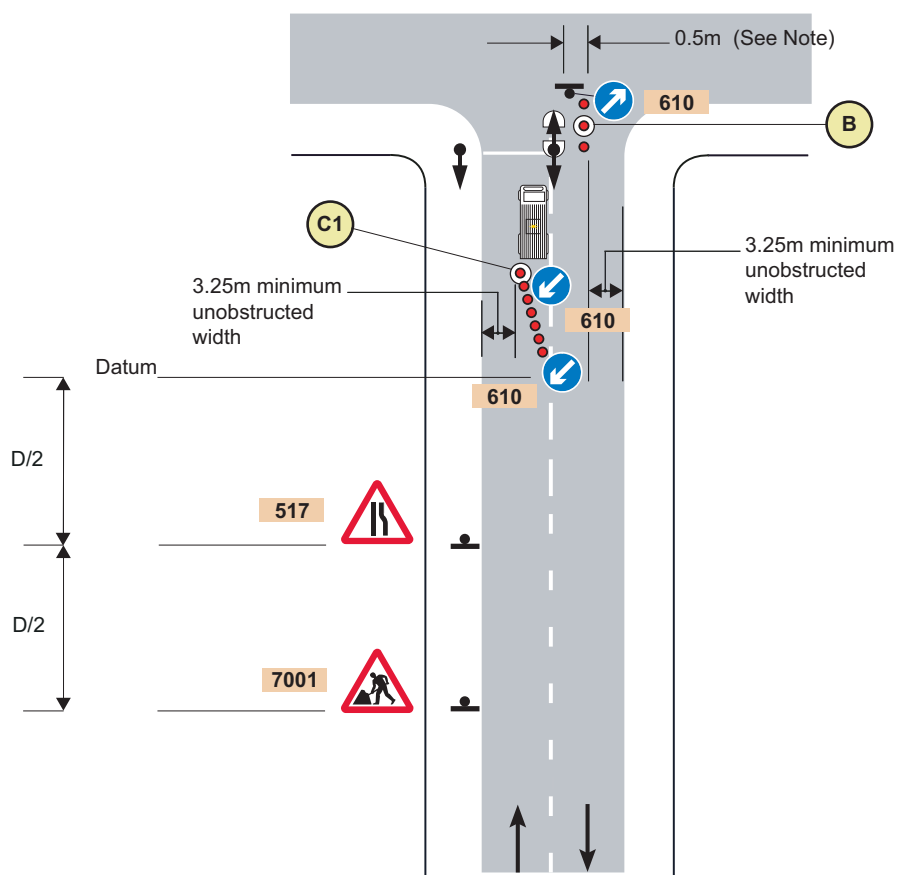 0.5m (See Note)
610
B
C1
3.25m minimum
unobstructed
width
3.25m minimum
unobstructed
width
610
Datum
610
D/2
517
D/2
7001